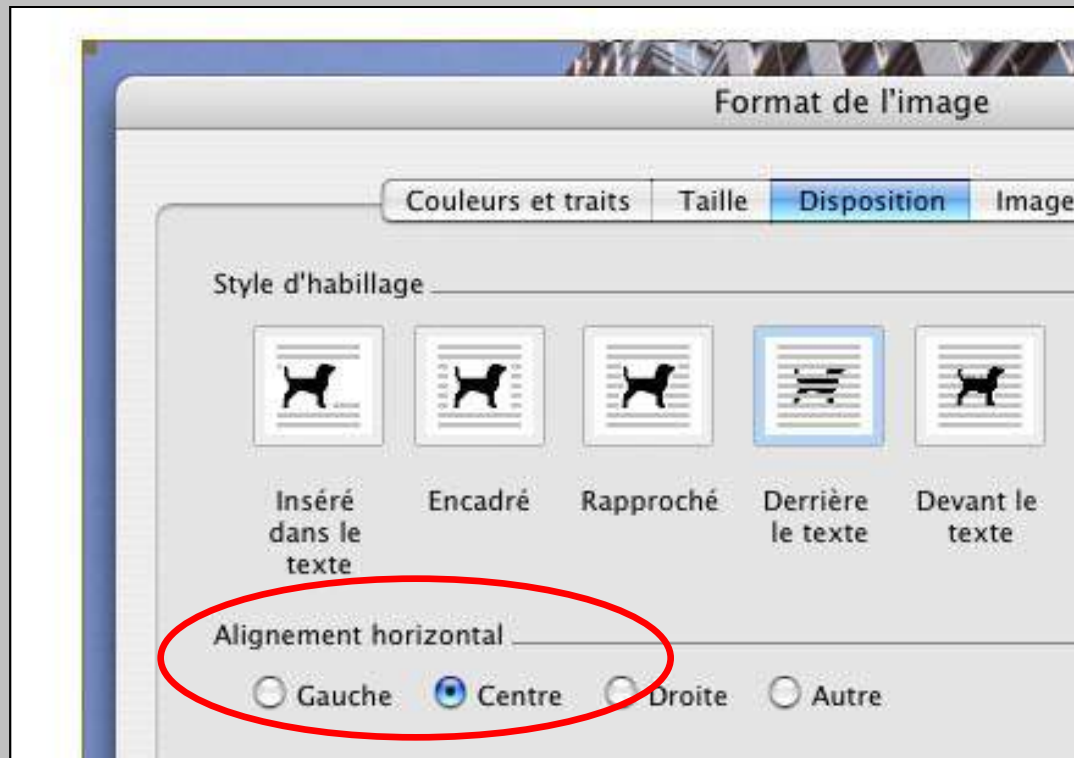 Format de l'image
Couleurs et traits Taille Disposition Image
Style d'habillage
Inséré dans le texte
Encadré
Rapproché
Derrière le texte
Devant le texte
Alignement horizontal
Gauche Centre Droite Autre